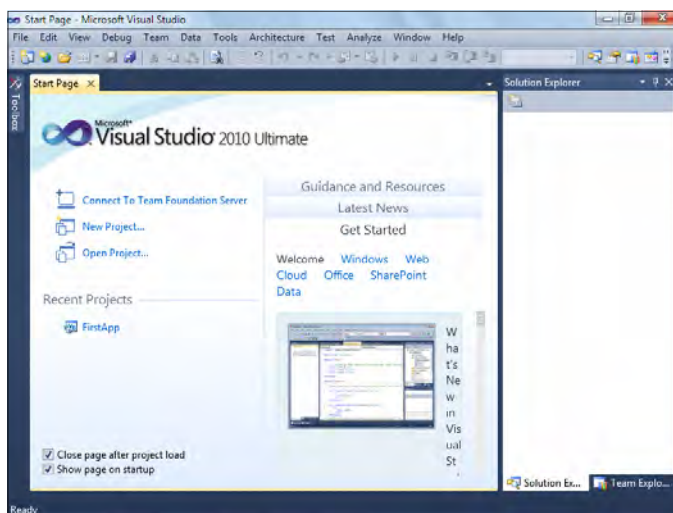 Start Page - Microsoft Visual Studio
File Edit View Debug Team Data Tools Architecture Test Analyze Window Help
Toolbox
Start Page
Solution Explorer
Microsoft®
Visual Studio 2010 Ultimate
Connect To Team Foundation Server
New Project...
Open Project...
Recent Projects
FirstApp
Guidance and Resources
Latest News
Get Started
Welcome Windows Web
Cloud Office SharePoint
Data
W
ha
t's
Ne
w
in
Vis
ual
St
Close page after project load
Show page on startup
Solution Ex... Team Explo...
Ready